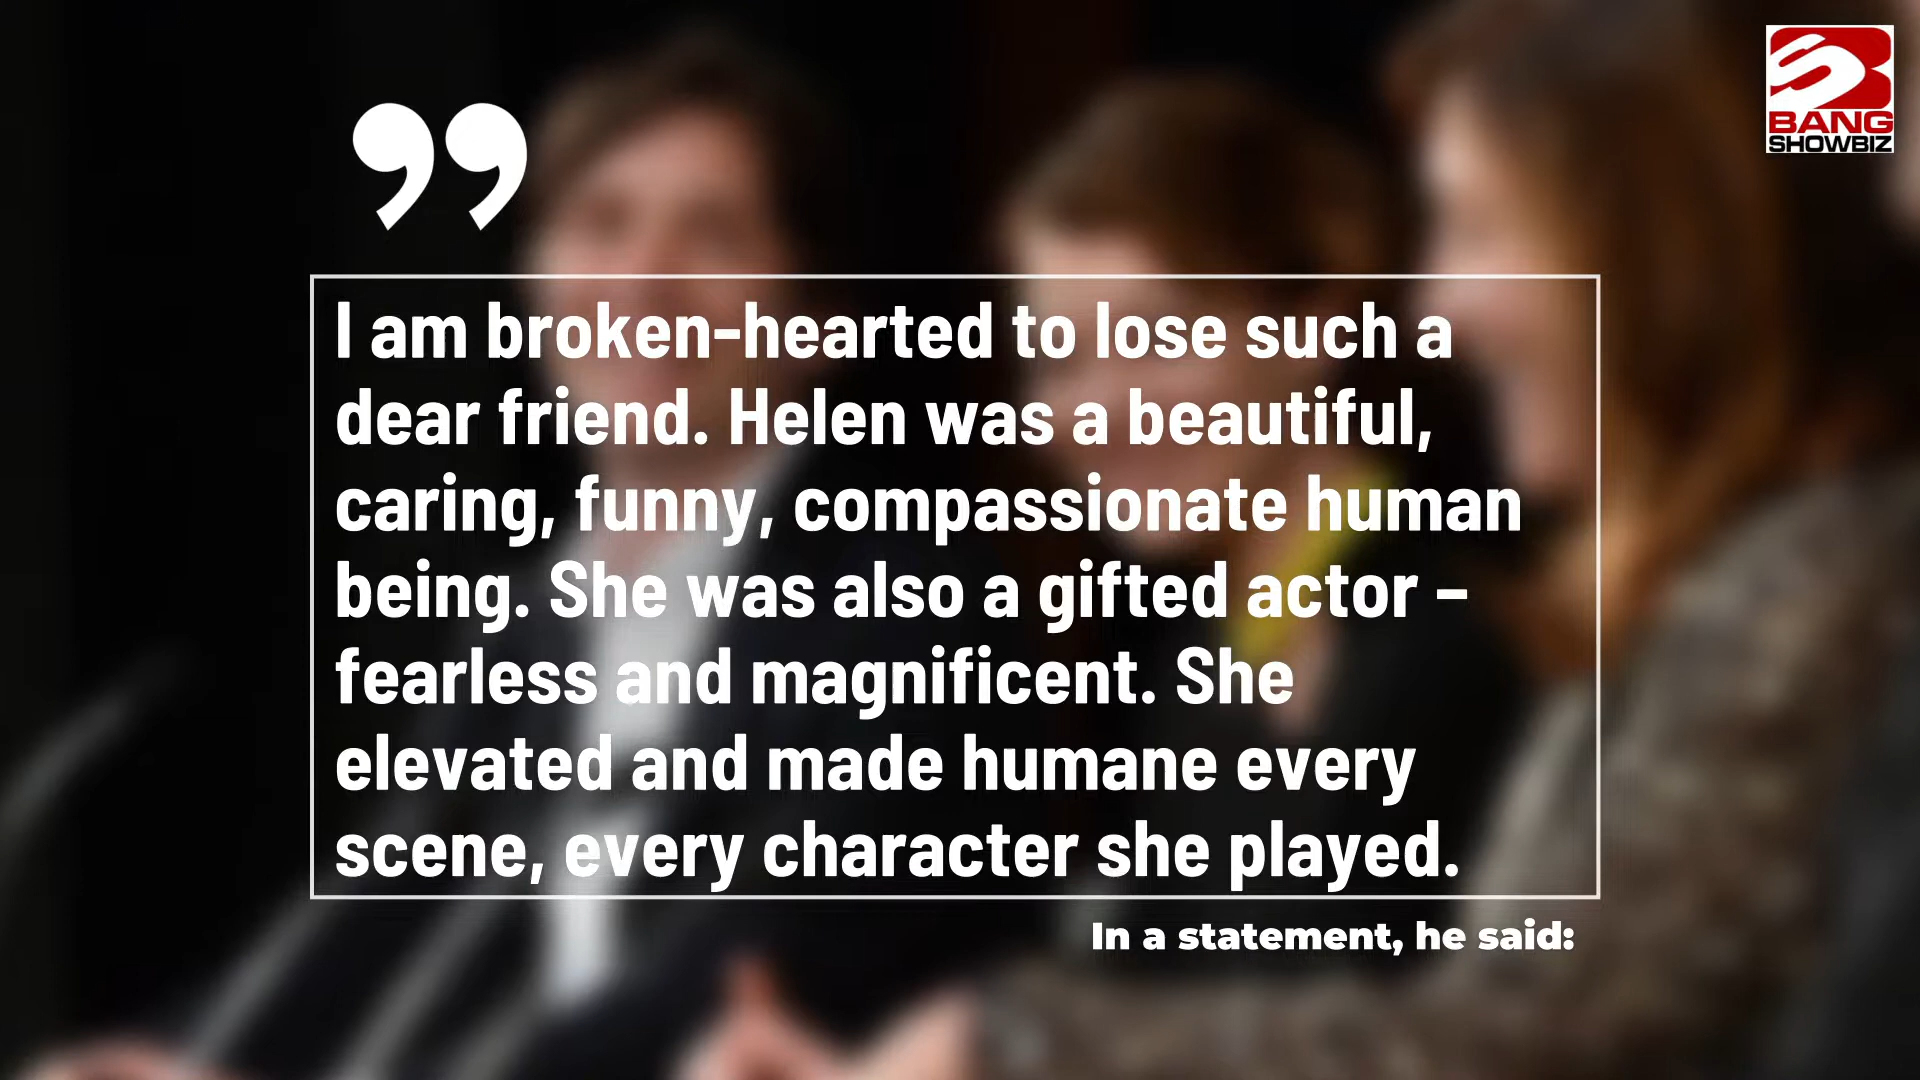 BANG
SHOWBIZ
”
I am broken-hearted to lose such a
dear friend. Helen was a beautiful,
caring, funny, compassionate human
being. She was also a gifted actor –
fearless and magnificent. She
elevated and made humane every
scene, every character she played.
In a statement, he said: